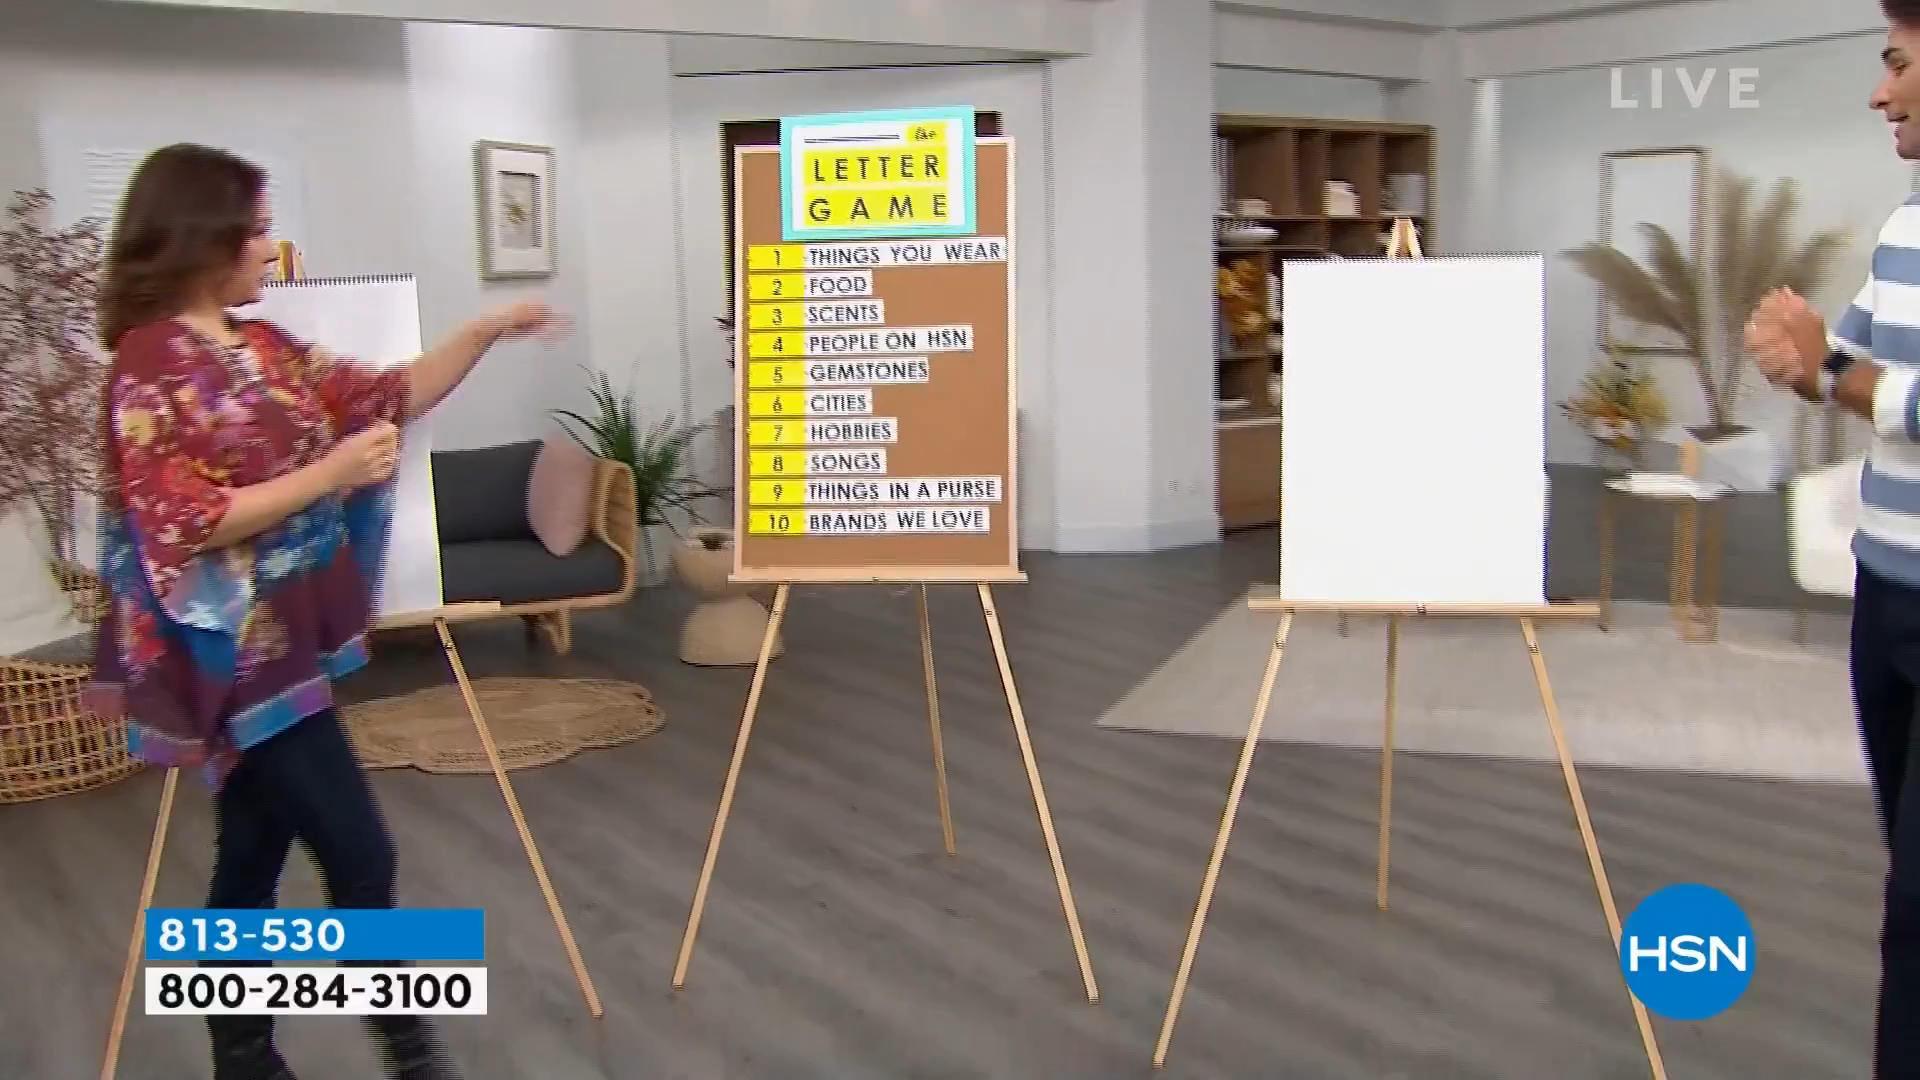 LIVE
the
LETTER
GAME
1 THINGS YOU WEAR
2 FOOD
3 SCENTS
4 PEOPLE ON HSN
5 GEMSTONES
6 CITIES
7 HOBBIES
8 SONGS
9 THINGS IN A PURSE
10 BRANDS WE LOVE
813-530
800-284-3100
HSN